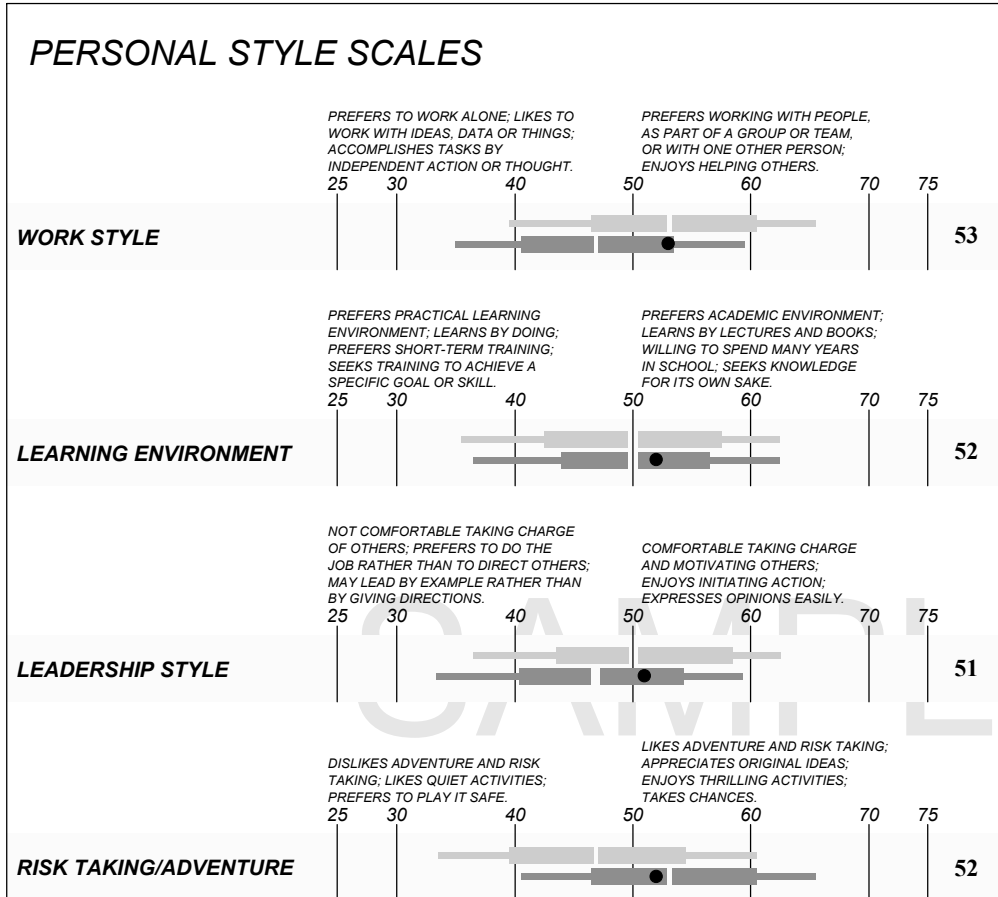 PERSONAL STYLE SCALES
PREFERS TO WORK ALONE; LIKES TO
WORK WITH IDEAS, DATA OR THINGS;
ACCOMPLISHES TASKS BY
INDEPENDENT ACTION OR THOUGHT.
PREFERS WORKING WITH PEOPLE,
AS PART OF A GROUP OR TEAM,
OR WITH ONE OTHER PERSON;
ENJOYS HELPING OTHERS.
25 30 40 50 60 70 75
WORK STYLE 53
PREFERS PRACTICAL LEARNING
ENVIRONMENT; LEARNS BY DOING;
PREFERS SHORT-TERM TRAINING;
SEEKS TRAINING TO ACHIEVE A
SPECIFIC GOAL OR SKILL.
PREFERS ACADEMIC ENVIRONMENT;
LEARNS BY LECTURES AND BOOKS;
WILLING TO SPEND MANY YEARS
IN SCHOOL; SEEKS KNOWLEDGE
FOR ITS OWN SAKE.
25 30 40 50 60 70 75
LEARNING ENVIRONMENT 52
NOT COMFORTABLE TAKING CHARGE
OF OTHERS; PREFERS TO DO THE
JOB RATHER THAN TO DIRECT OTHERS;
MAY LEAD BY EXAMPLE RATHER THAN
BY GIVING DIRECTIONS.
COMFORTABLE TAKING CHARGE
AND MOTIVATING OTHERS;
ENJOYS INITIATING ACTION;
EXPRESSES OPINIONS EASILY.
25 30 40 50 60 70 75
LEADERSHIP STYLE 51
SAMPL
DISLIKES ADVENTURE AND RISK
TAKING; LIKES QUIET ACTIVITIES;
PREFERS TO PLAY IT SAFE.
LIKES ADVENTURE AND RISK TAKING;
APPRECIATES ORIGINAL IDEAS;
ENJOYS THRILLING ACTIVITIES;
TAKES CHANCES.
25 30 40 50 60 70 75
RISK TAKING/ADVENTURE 52